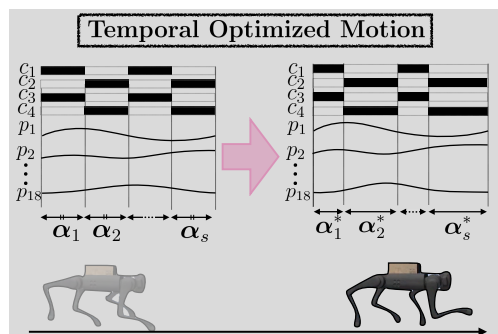 Temporal Optimized Motion
c₁ c₁
c₂ c₂
c₃ c₃
c₄ c₄
p₁ p₁
p₂ p₂
p₁₈ p₁₈
α₁ α₂ αₛ α₁* α₂* αₛ*